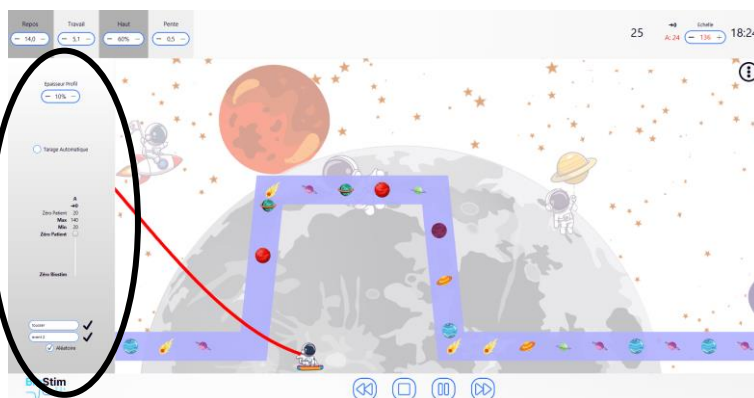 Repos Travail Haut Pente
− 14,0 − − 5,1 − − 60% − − 0,5 −
25 A: 24 Echelle − 136 + 18:24
Epaisseur Profil
− 10% −
Tarage Automatique
A
Zéro Patient 20
Max 140
Min 20
Zéro Patient
Zéro Biostim
Aléatoire
Stim